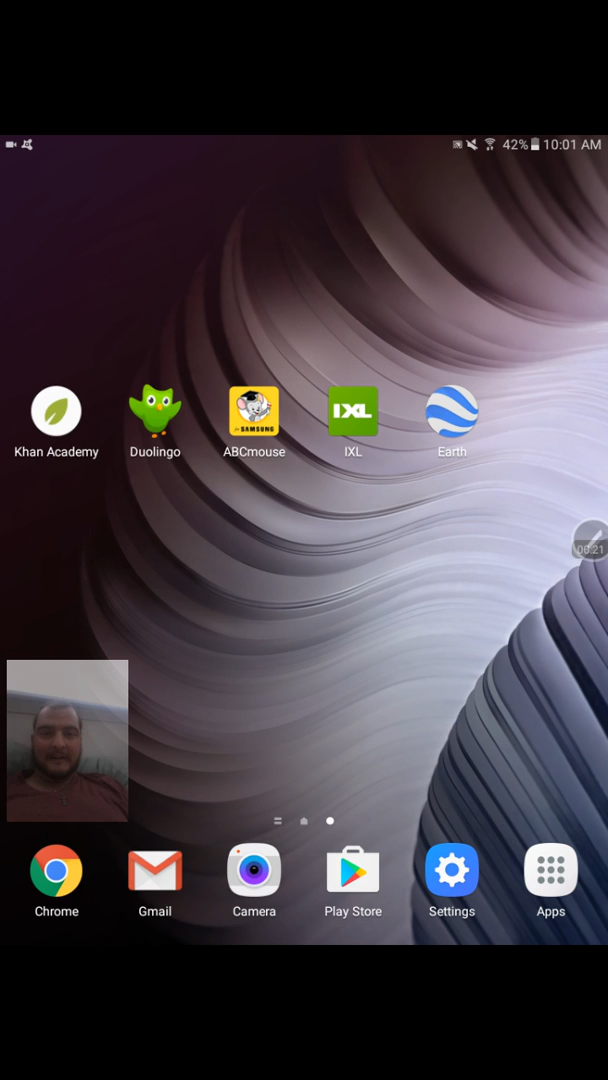 42% 10:01 AM
IXL
for SAMSUNG
Khan Academy Duolingo ABCmouse IXL Earth
00:21
Chrome Gmail Camera Play Store Settings Apps